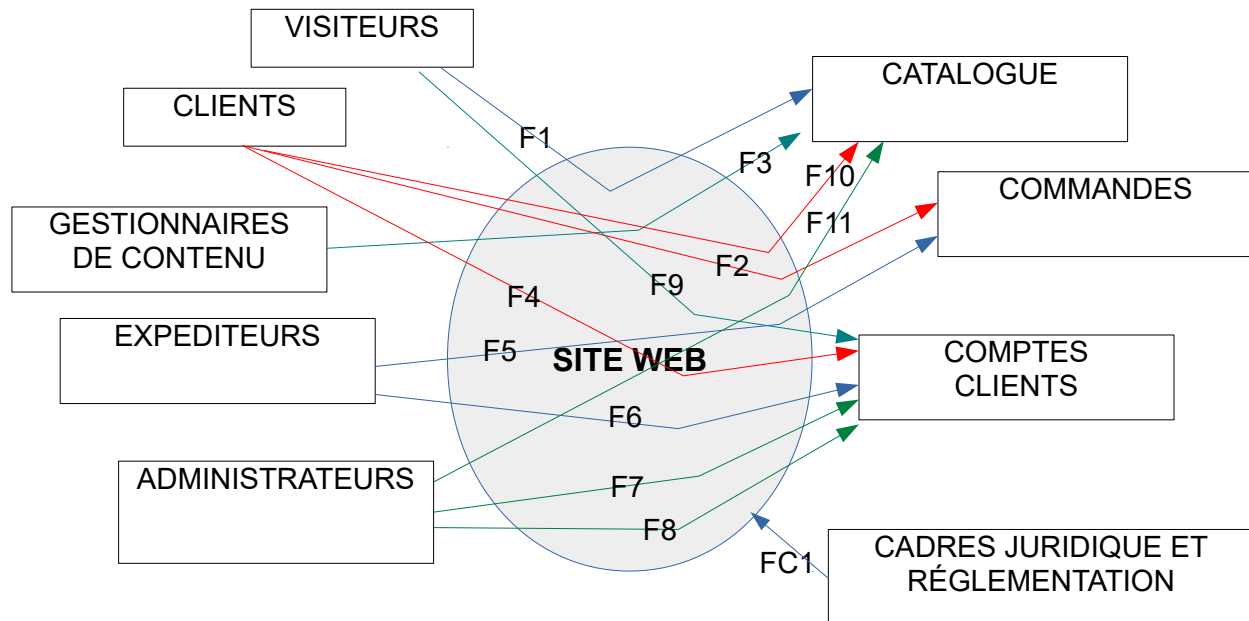 VISITEURS
CATALOGUE
CLIENTS
F1
F3
F10
COMMANDES
F11
GESTIONNAIRES
DE CONTENU
F2
F9
F4
EXPEDITEURS
F5
SITE WEB
COMPTES
CLIENTS
F6
ADMINISTRATEURS
F7
F8
FC1
CADRES JURIDIQUE ET
RÉGLEMENTATION